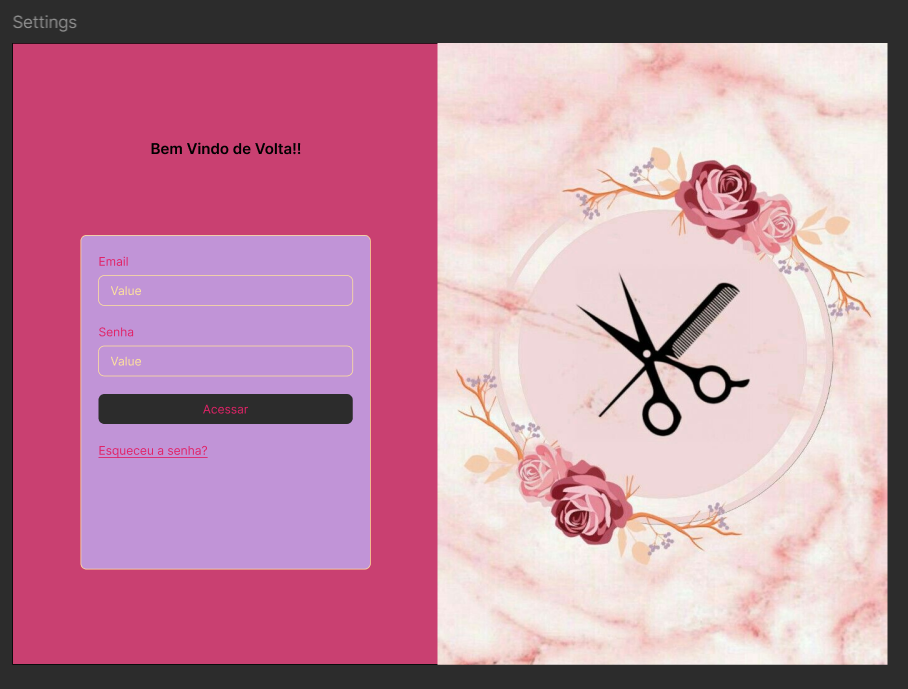 Settings
Bem Vindo de Volta!!
Email
Value
Senha
Value
Acessar
Esqueceu a senha?